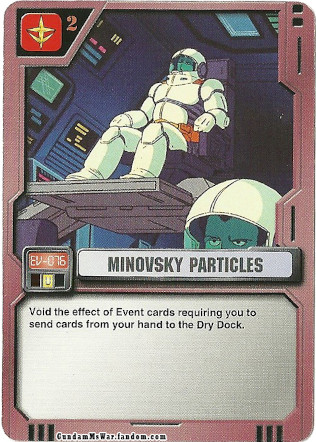 2
EV-076
U
MINOVSKY PARTICLES
Void the effect of Event cards requiring you to
send cards from your hand to the Dry Dock.
GundamMsWar.fandom.com